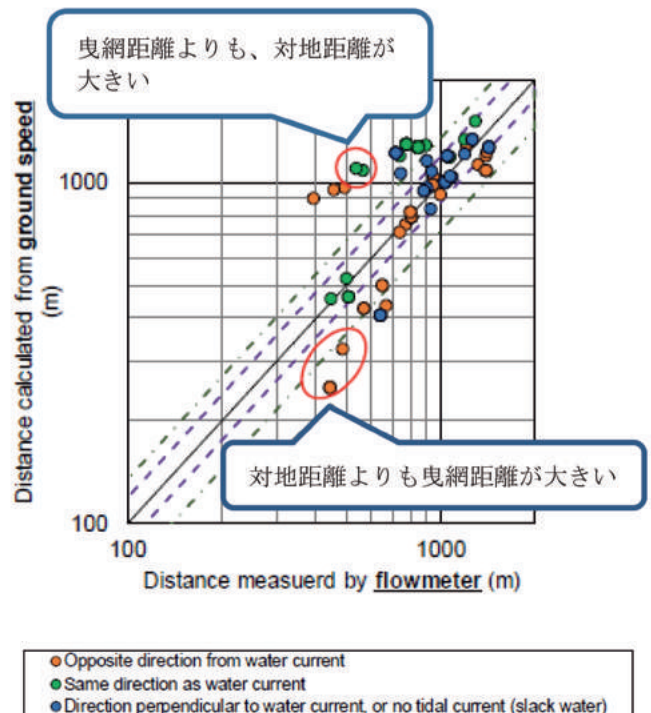 曳網距離よりも、対地距離が
大きい
Distance calculated from ground speed
(m)
1000
対地距離よりも曳網距離が大きい
100
100
1000
Distance measuerd by flowmeter (m)
Opposite direction from water current
Same direction as water current
Direction perpendicular to water current, or no tidal current (slack water)